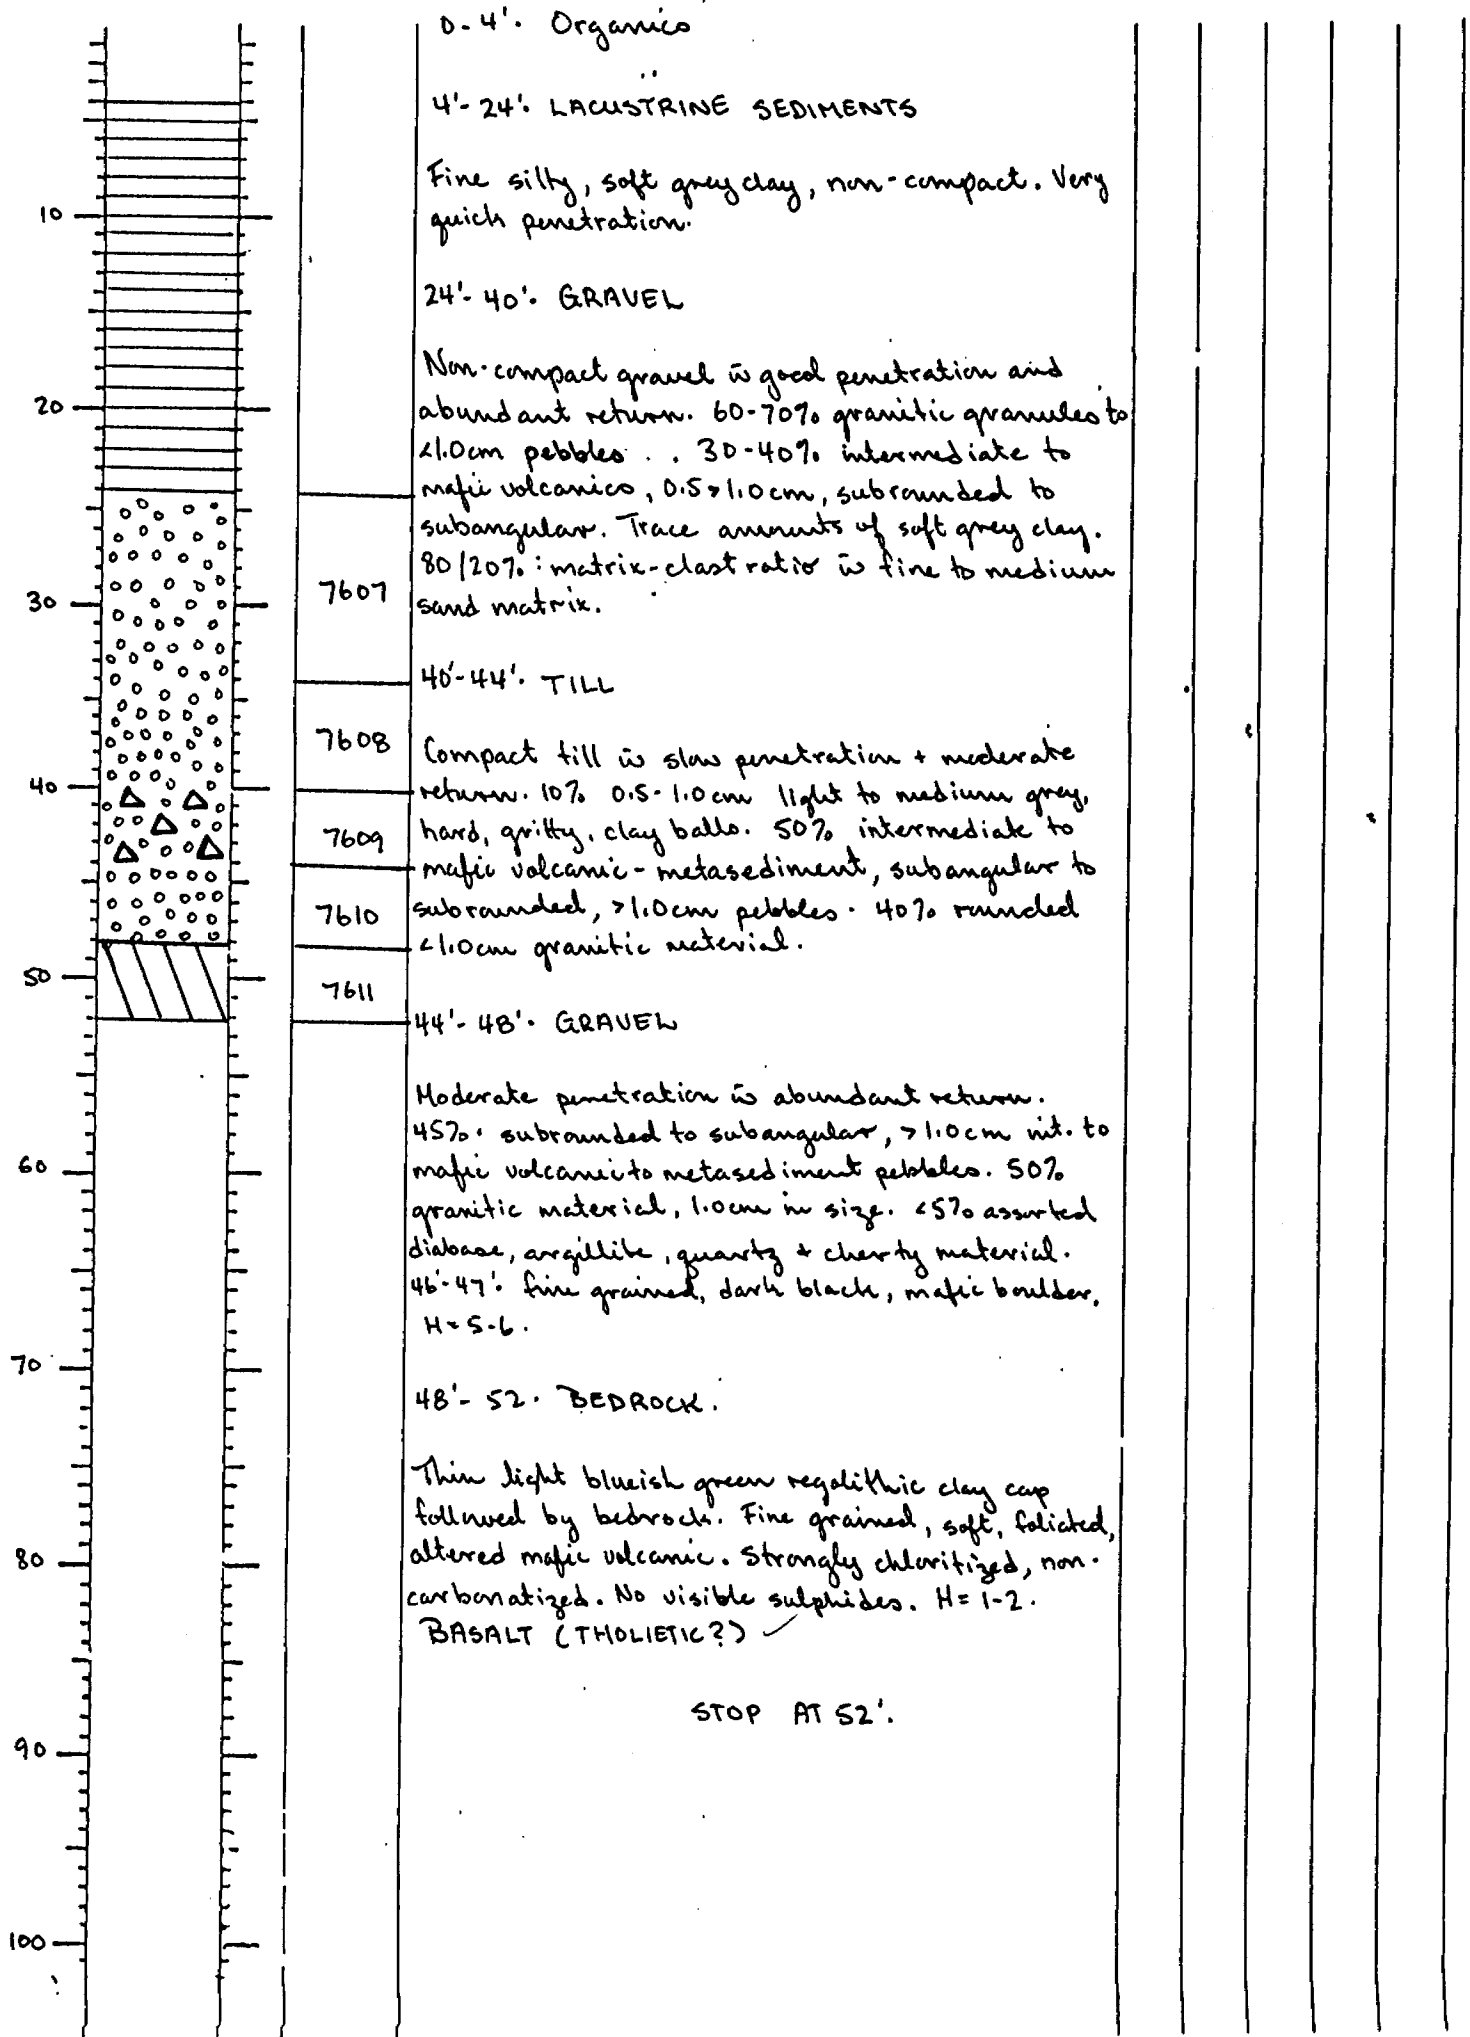 0-4'. Organics
4'-24'. LACUSTRINE SEDIMENTS
Fine silty, soft grey clay, non-compact. Very
quick penetration.
10
24'-40'. GRAVEL
Non-compact gravel w̄ good penetration and
20
abundant return. 60-70% granitic granules to
<1.0cm pebbles . . 30-40% intermediate to
mafic volcanics, 0.5>1.0cm, subrounded to
subangular. Trace amounts of soft grey clay.
80/20% : matrix-clast ratio w̄ fine to medium
30
7607
sand matrix.
40'-44'. TILL
7608
Compact till w̄ slow penetration + moderate
40
return. 10% 0.5-1.0cm light to medium grey,
7609
hard, gritty, clay balls. 50% intermediate to
mafic volcanic-metasediment, subangular to
7610
subrounded, >1.0cm pebbles. 40% rounded
<1.0cm granitic material.
50
7611
44'-48'. GRAVEL
Moderate penetration w̄ abundant return.
45%. subrounded to subangular, >1.0cm int. to
60
mafic volcanic to metasediment pebbles. 50%
granitic material, 1.0cm in size. <5% assorted
diabase, argillite, quartz + cherty material.
46'-47'. fine grained, dark black, mafic boulder,
H=5-6.
70
48'-52. BEDROCK.
Thin light blueish green regolithic clay cap
followed by bedrock. Fine grained, soft, foliated,
80
altered mafic volcanic. Strongly chloritized, non-
carbonatized. No visible sulphides. H=1-2.
BASALT (THOLIETIC?)
STOP AT 52'.
90
100